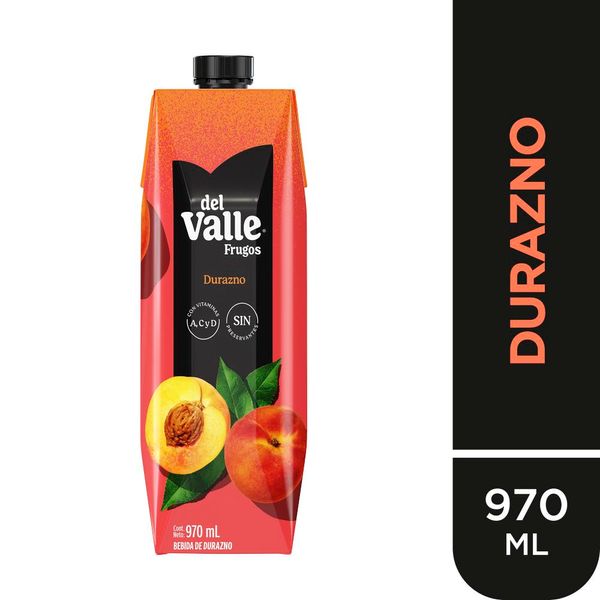 del
Valle®
Frugos
Durazno
CON VITAMINAS
A, C y D
SIN
PRESERVANTES
Cont.
Neto: 970 mL
BEBIDA DE DURAZNO
DURAZNO
970
ML